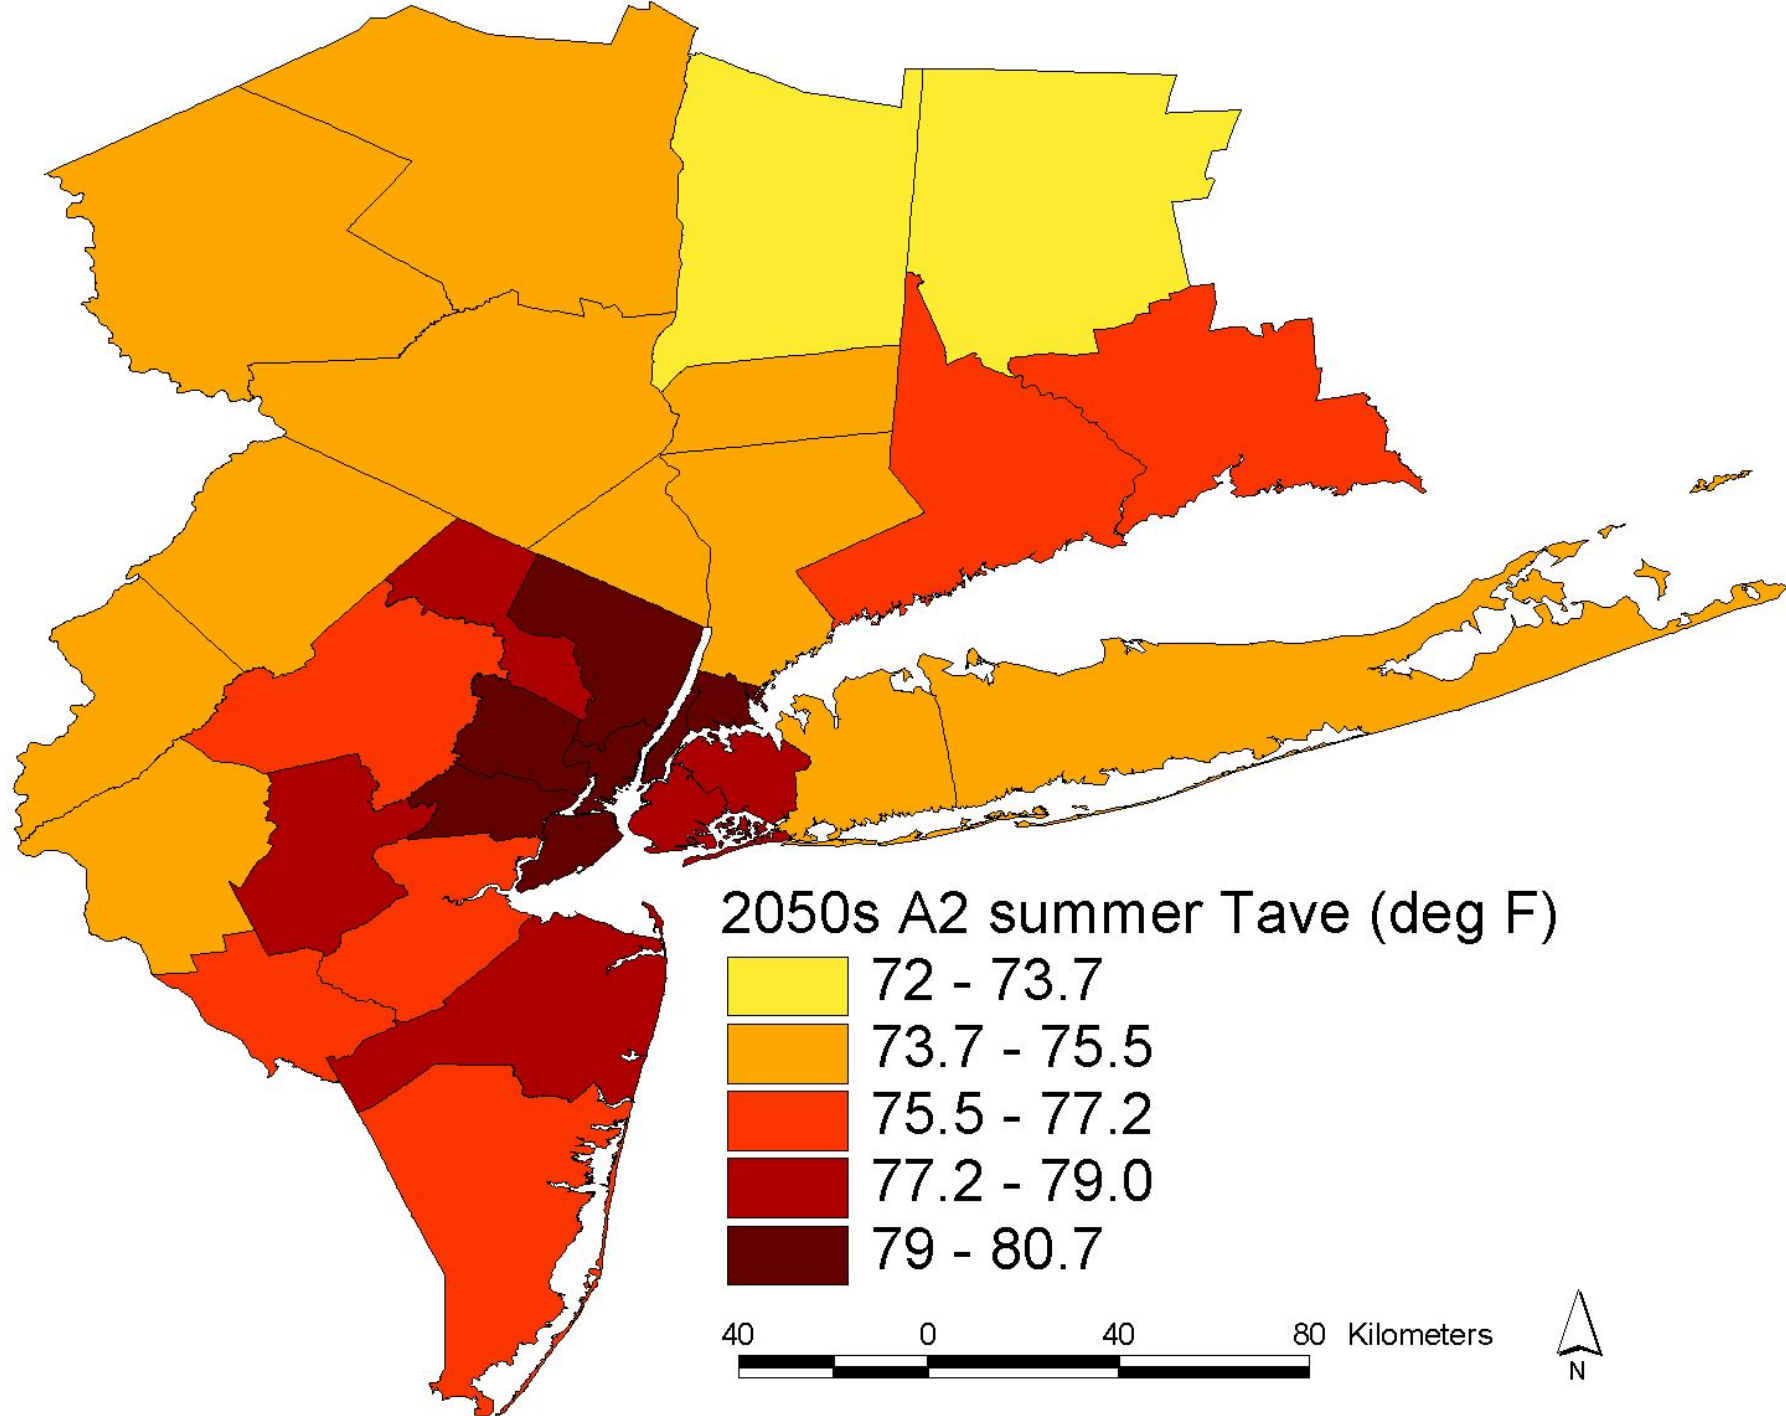 2050s A2 summer Tave (deg F)
72 - 73.7
73.7 - 75.5
75.5 - 77.2
77.2 - 79.0
79 - 80.7
40 0 40 80 Kilometers
N